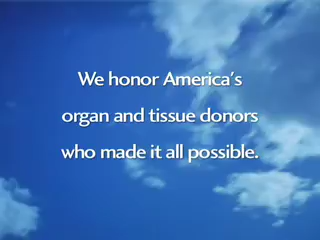 We honor America's
organ and tissue donors
who made it all possible.